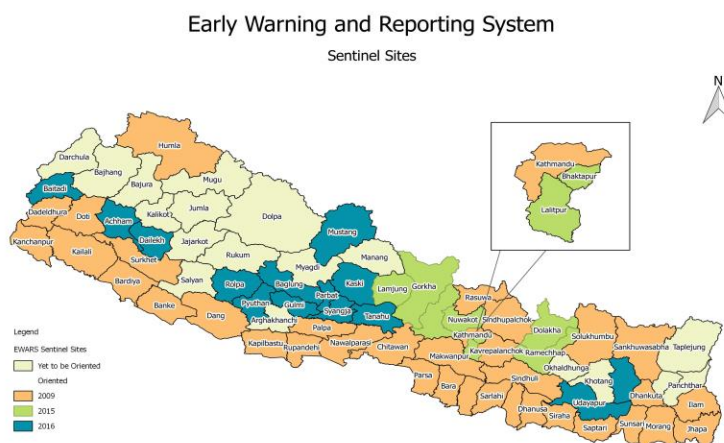 Early Warning and Reporting System
Sentinel Sites
N
Humla
Darchula
Bajhang
Mugu
Bajura
Baitadi
Dadeldhura
Doti
Achham
Kalikot
Jumla
Dolpa
Mustang
Kanchanpur
Kailali
Dailekh
Jajarkot
Surkhet
Rukum
Manang
Myagdi
Bardiya
Salyan
Rolpa
Baglung
Kaski
Lamjung
Gorkha
Banke
Dang
Pyuthan
Gulmi
Parbat
Syangja
Tanahu
Arghakhanchi
Palpa
Kapilbastu
Rupandehi
Nawalparasi
Chitawan
Kathmandu
Bhaktapur
Lalitpur
Rasuwa
Nuwakot
Sindhupalchok
Kathmandu
Dolakha
Makwanpur
Kavrepalanchok
Ramechhap
Solukhumbu
Sankhuwasabha
Taplejung
Okhaldhunga
Khotang
Panchthar
Parsa
Bara
Sarlahi
Sindhuli
Udayapur
Dhankuta
Ilam
Dhanusa
Siraha
Saptari
Sunsari
Morang
Jhapa
Legend
EWARS Sentinel Sites
Yet to be Oriented
Oriented
2009
2015
2016